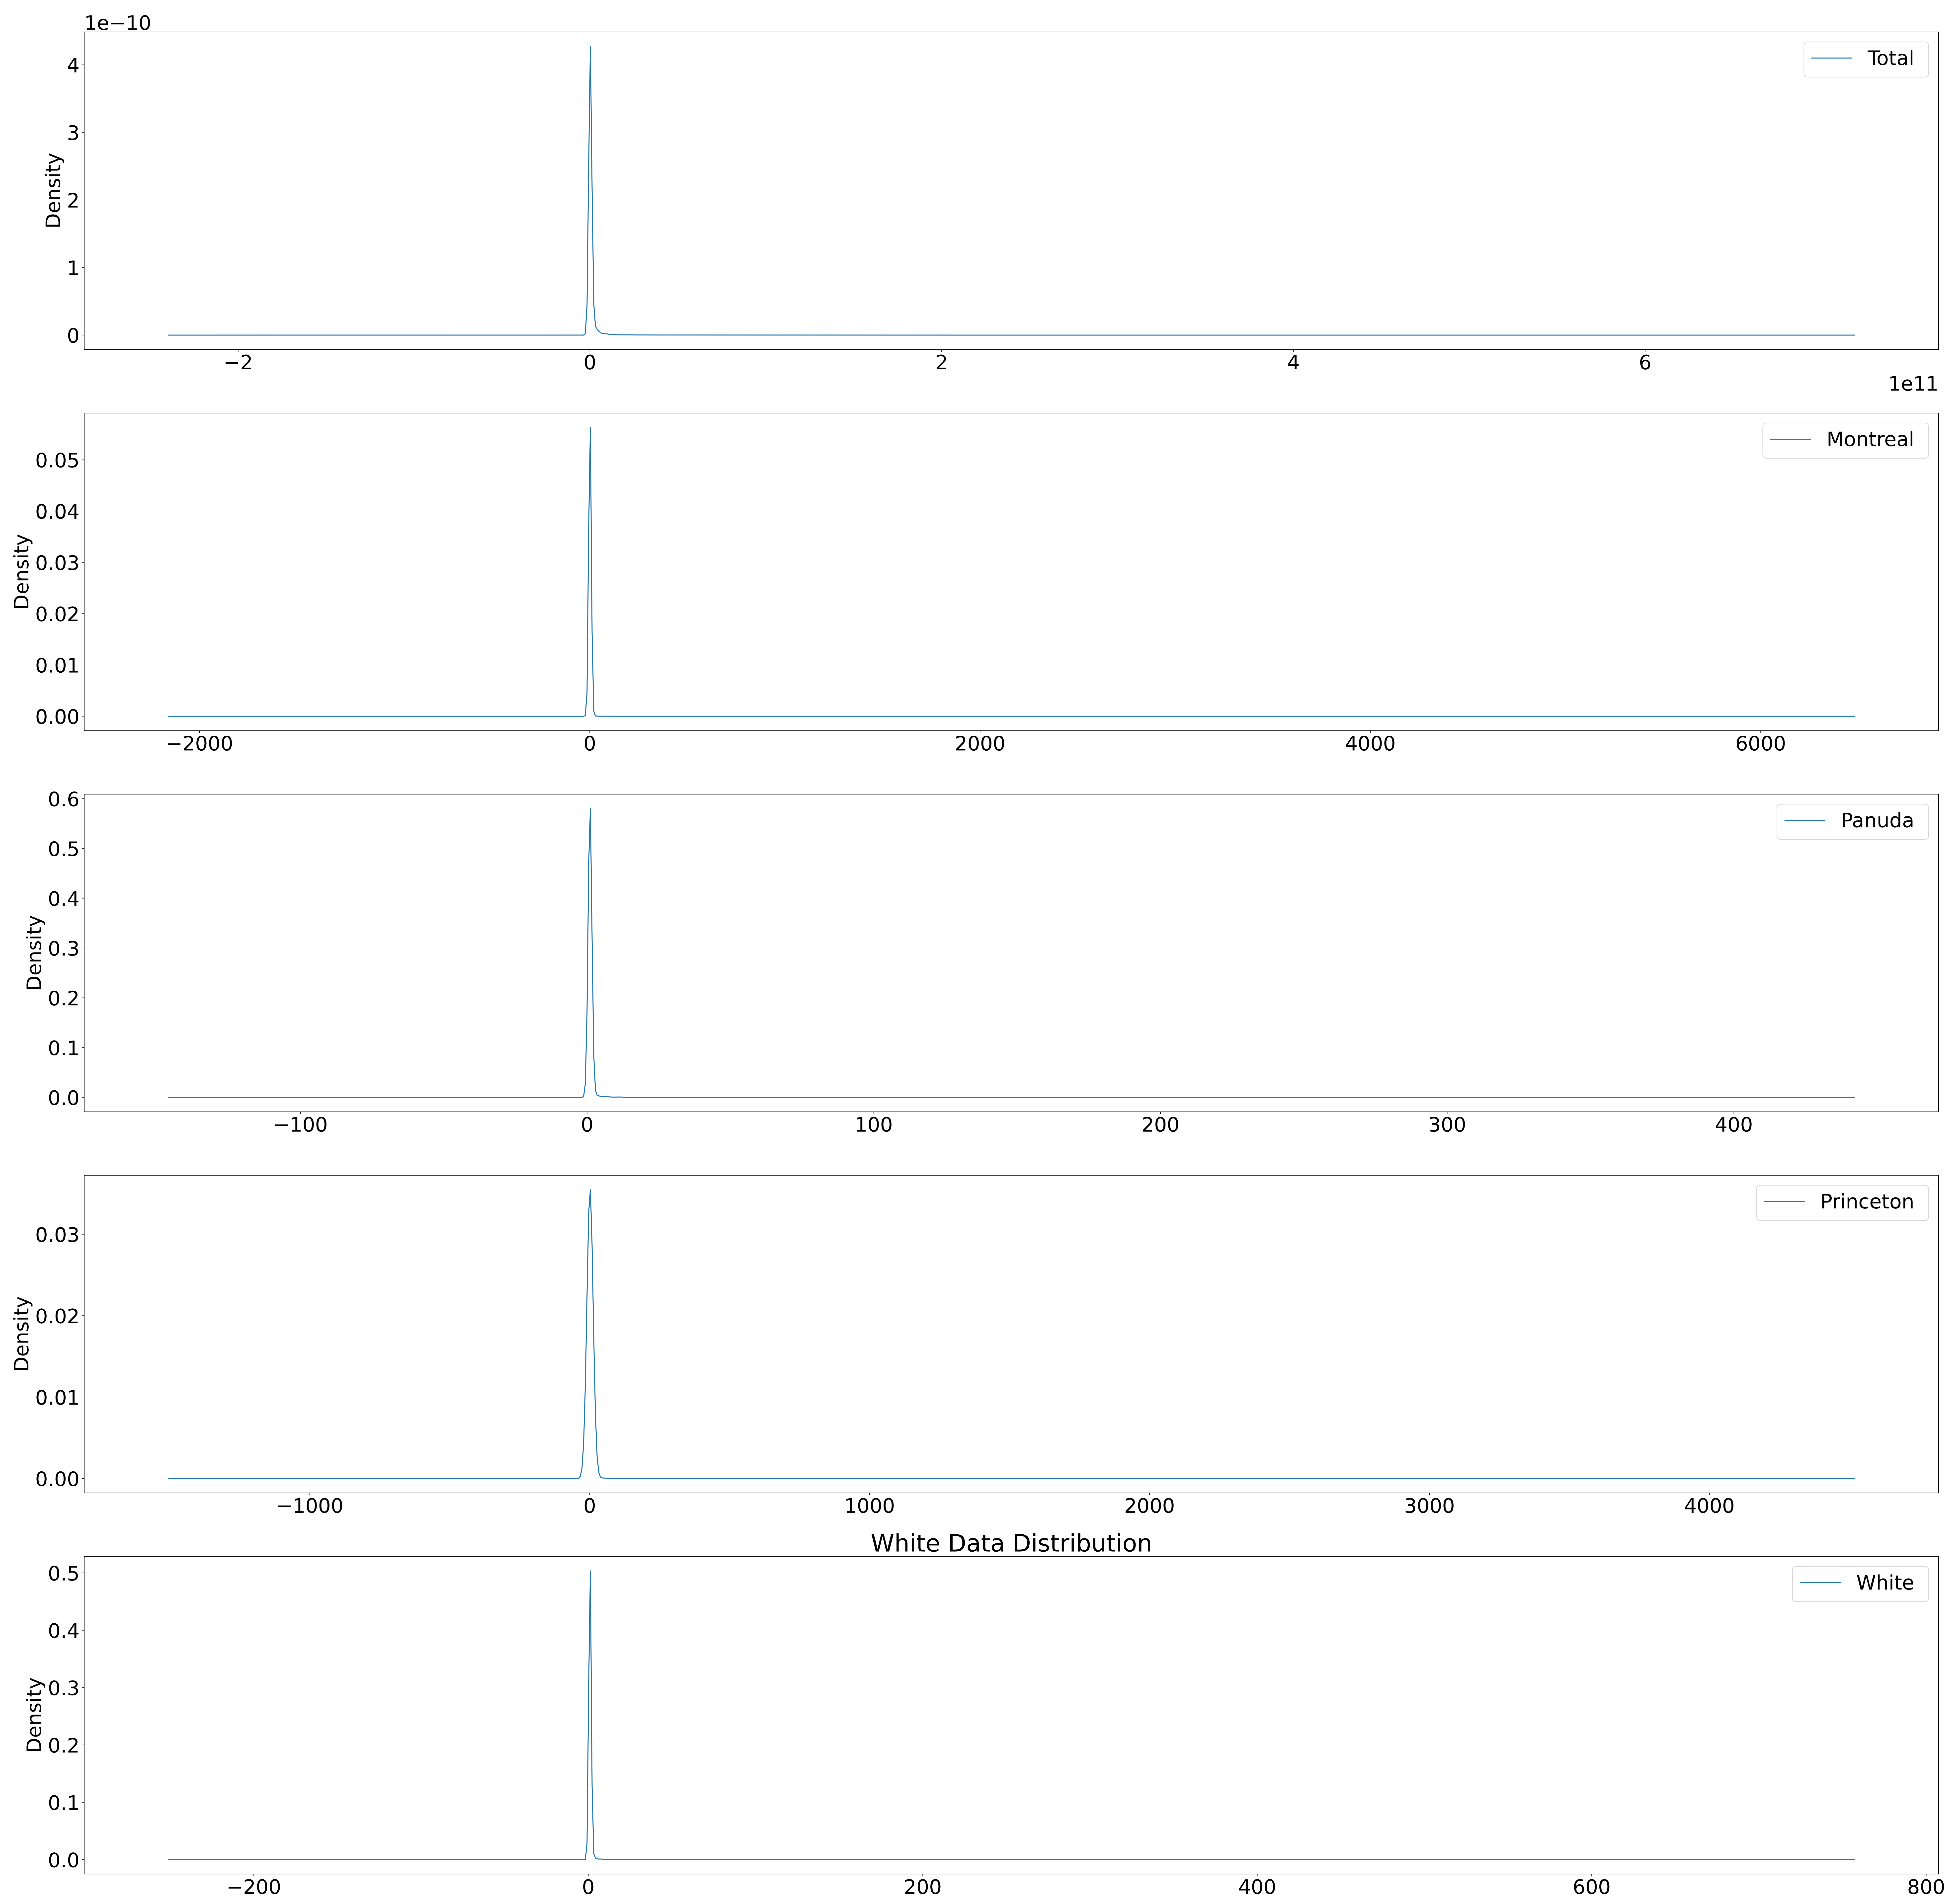 1e−10
Total
Density
4
3
2
1
0
−2 0 2 4 6
1e11
Montreal
Density
0.05
0.04
0.03
0.02
0.01
0.00
−2000 0 2000 4000 6000
Panuda
Density
0.6
0.5
0.4
0.3
0.2
0.1
0.0
−100 0 100 200 300 400
Princeton
Density
0.03
0.02
0.01
0.00
−1000 0 1000 2000 3000 4000
White Data Distribution
White
Density
0.5
0.4
0.3
0.2
0.1
0.0
−200 0 200 400 600 800